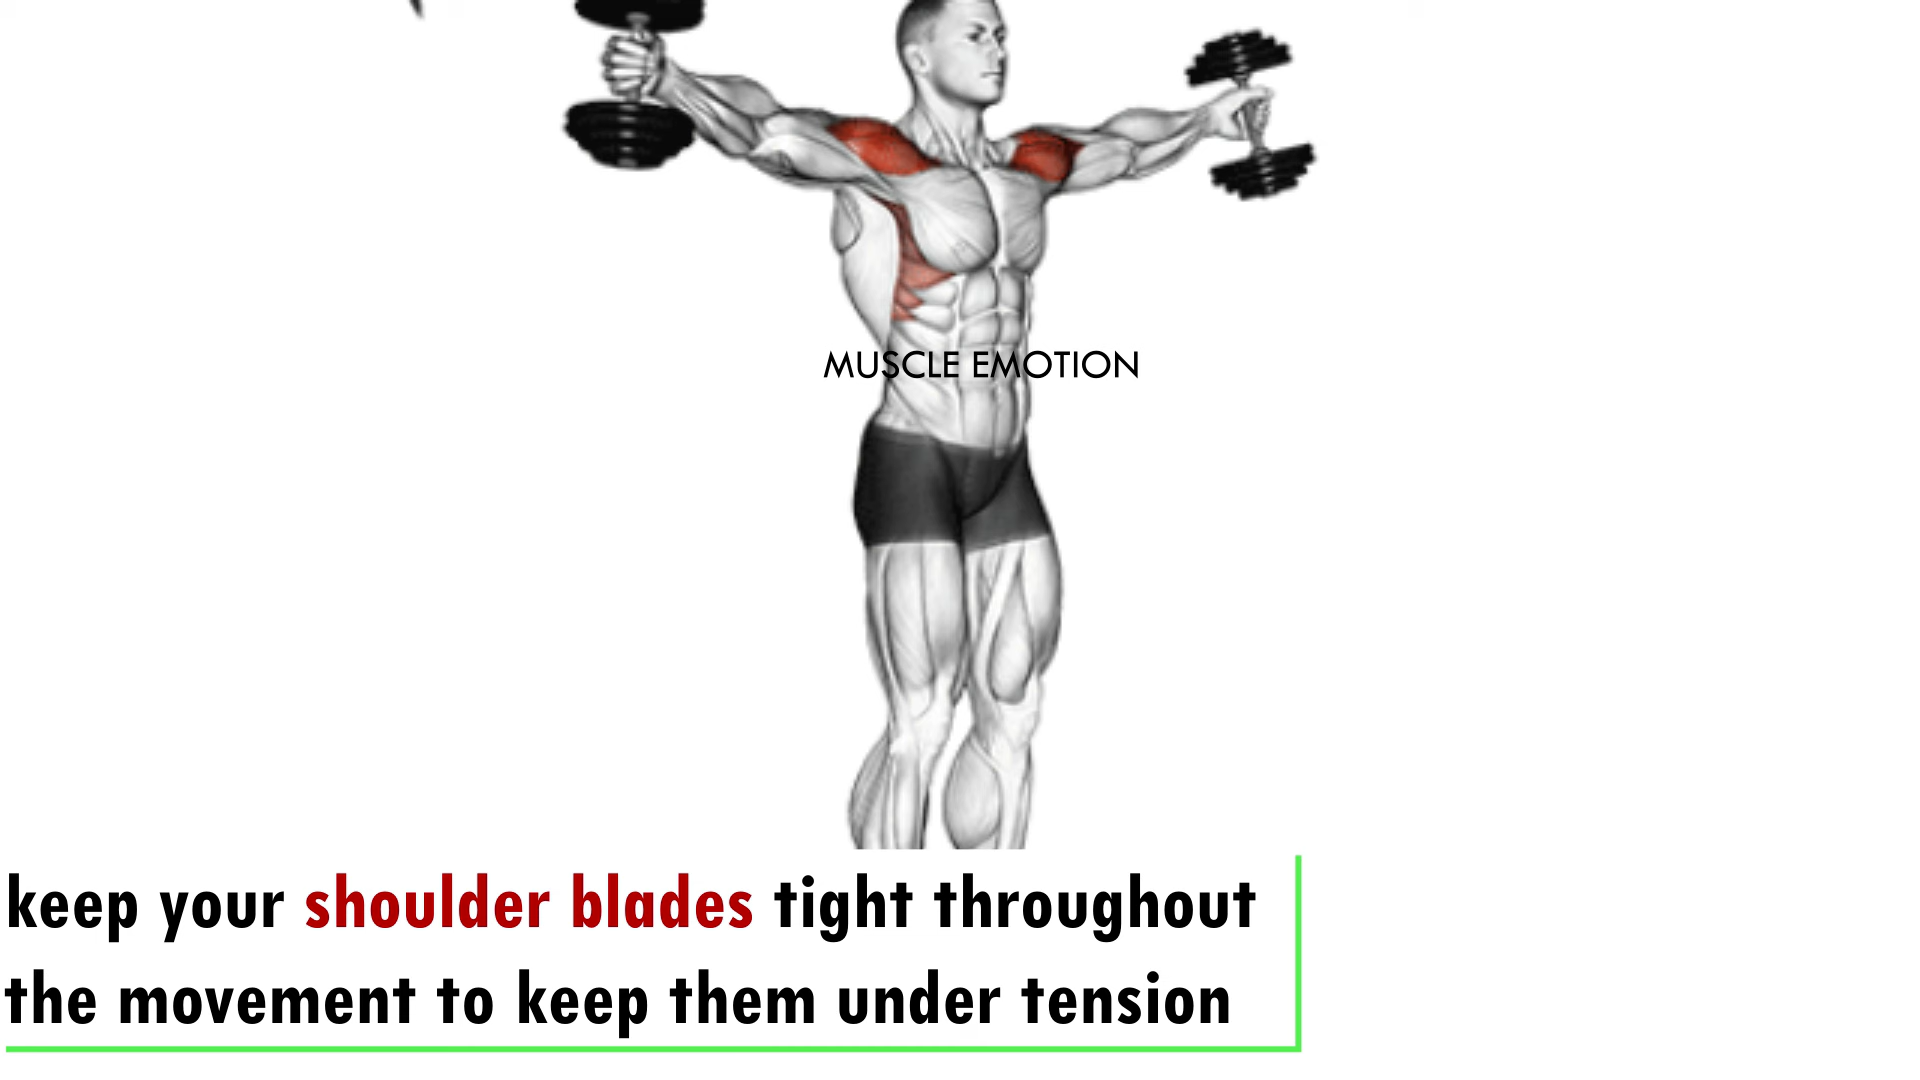 MUSCLE EMOTION
keep your shoulder blades tight throughout
the movement to keep them under tension